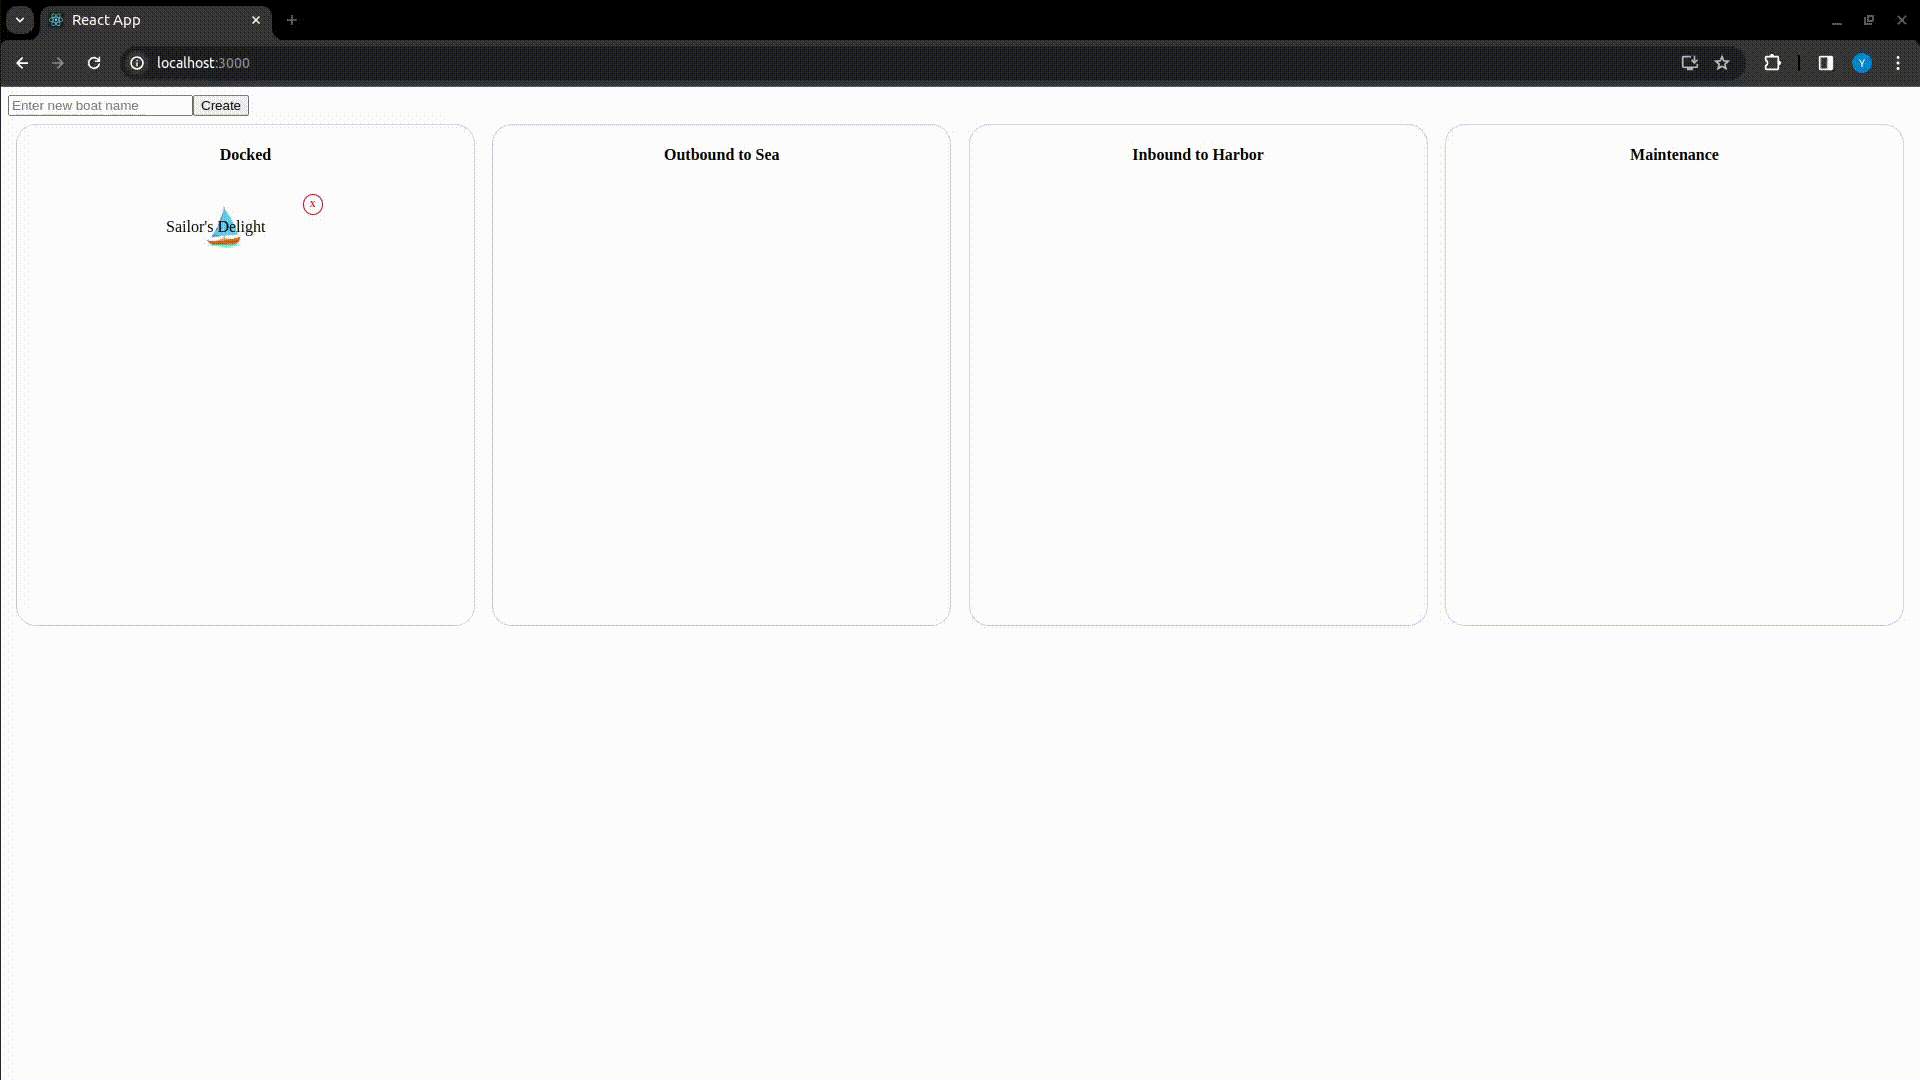 React App
localhost:3000
Y
Enter new boat name Create
Docked Outbound to Sea Inbound to Harbor Maintenance
x
Sailor's Delight